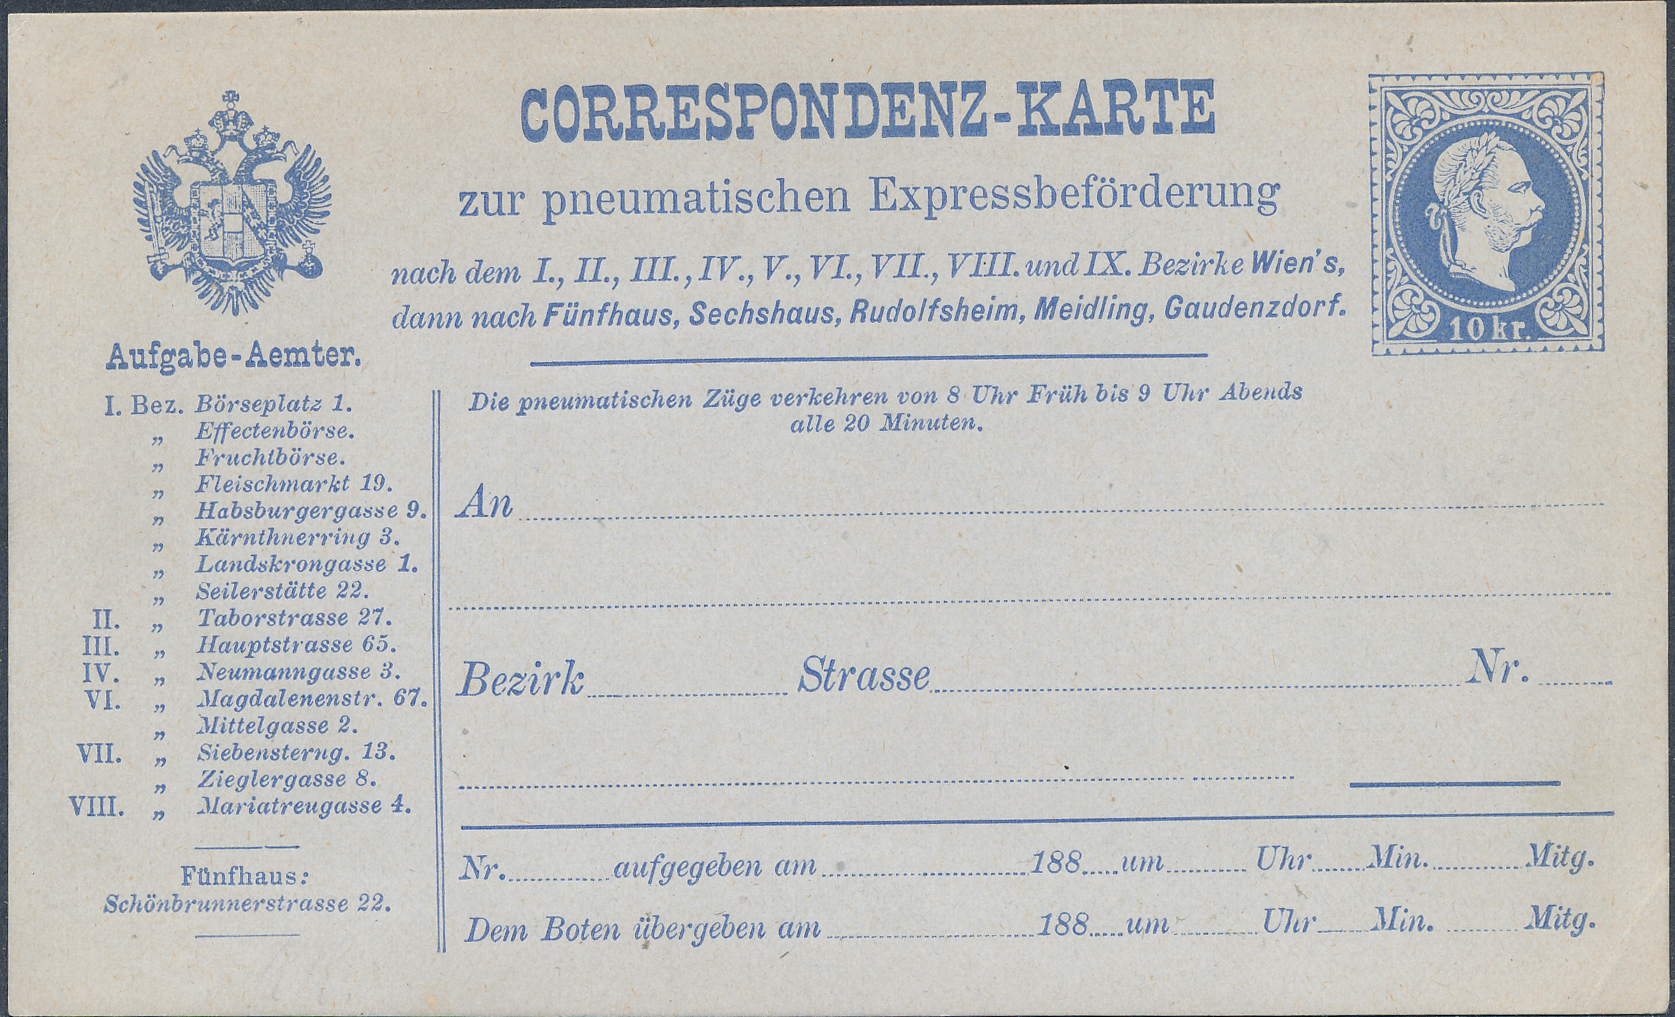 CORRESPONDENZ-KARTE
zur pneumatischen Expressbeförderung
nach dem I., II., III., IV., V., VI., VII., VIII. und IX. Bezirke Wien's,
dann nach Fünfhaus, Sechshaus, Rudolfsheim, Meidling, Gaudenzdorf.
10 kr.
Aufgabe-Aemter.
I. Bez. Börseplatz 1.
„ Effectenbörse.
„ Fruchtbörse.
„ Fleischmarkt 19.
„ Habsburgergasse 9.
„ Kärnthnerring 3.
„ Landskrongasse 1.
„ Seilerstätte 22.
II. „ Taborstrasse 27.
III. „ Hauptstrasse 65.
IV. „ Neumanngasse 3.
VI. „ Magdalenenstr. 67.
„ Mittelgasse 2.
VII. „ Siebensterng. 13.
„ Zieglergasse 8.
VIII. „ Mariatreugasse 4.
Fünfhaus:
Schönbrunnerstrasse 22.
Die pneumatischen Züge verkehren von 8 Uhr Früh bis 9 Uhr Abends
alle 20 Minuten.
An
Bezirk Strasse Nr.
Nr. aufgegeben am 188 um Uhr Min. Mitg.
Dem Boten übergeben am 188 um Uhr Min. Mitg.